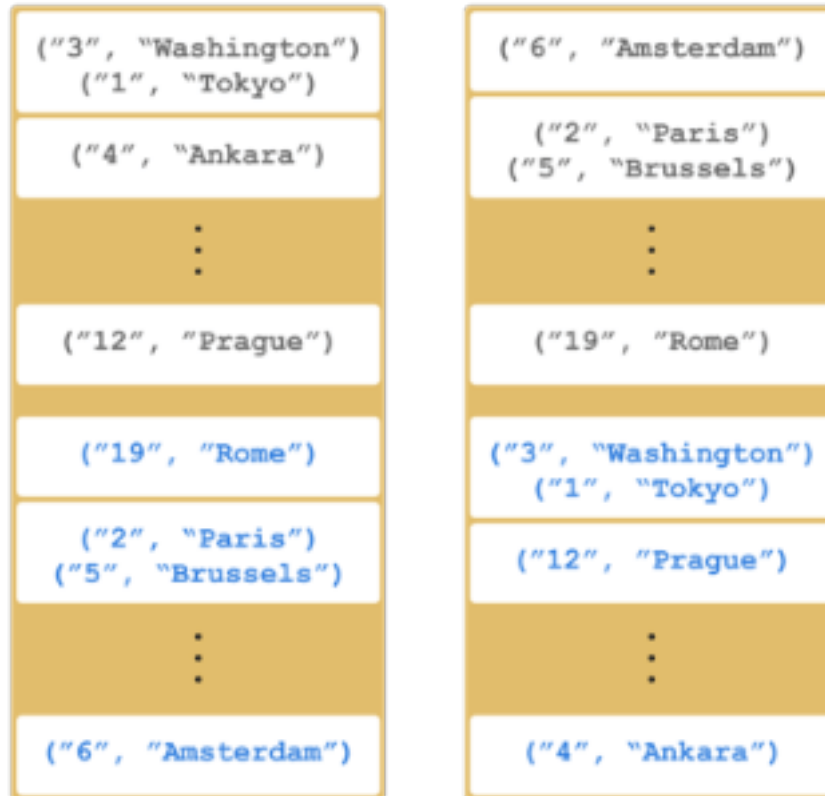 ("3", "Washington")
("1", "Tokyo")
("4", "Ankara")
("12", "Prague")
("19", "Rome")
("2", "Paris")
("5", "Brussels")
("6", "Amsterdam")
("6", "Amsterdam")
("2", "Paris")
("5", "Brussels")
("19", "Rome")
("3", "Washington")
("1", "Tokyo")
("12", "Prague")
("4", "Ankara")